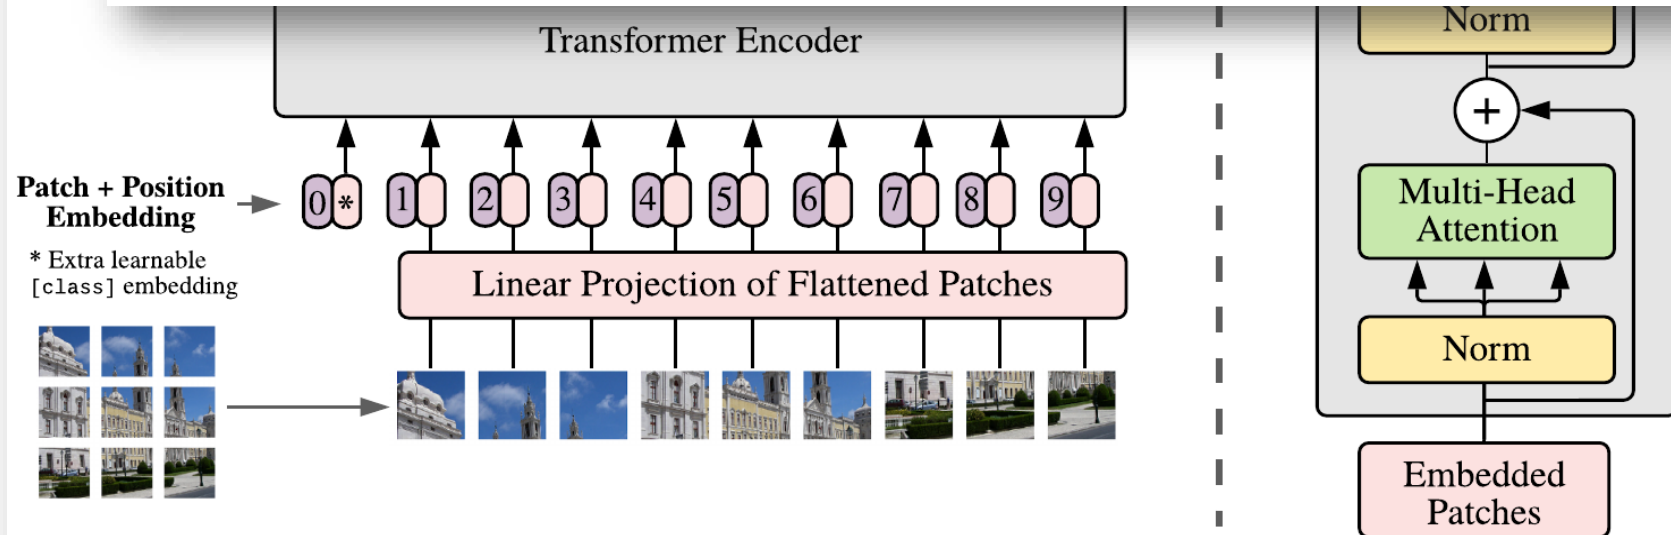 Transformer Encoder
Patch + Position
Embedding
0 * 1 2 3 4 5 6 7 8 9
* Extra learnable
[class] embedding
Linear Projection of Flattened Patches
Norm
+
Multi-Head
Attention
Norm
Embedded
Patches